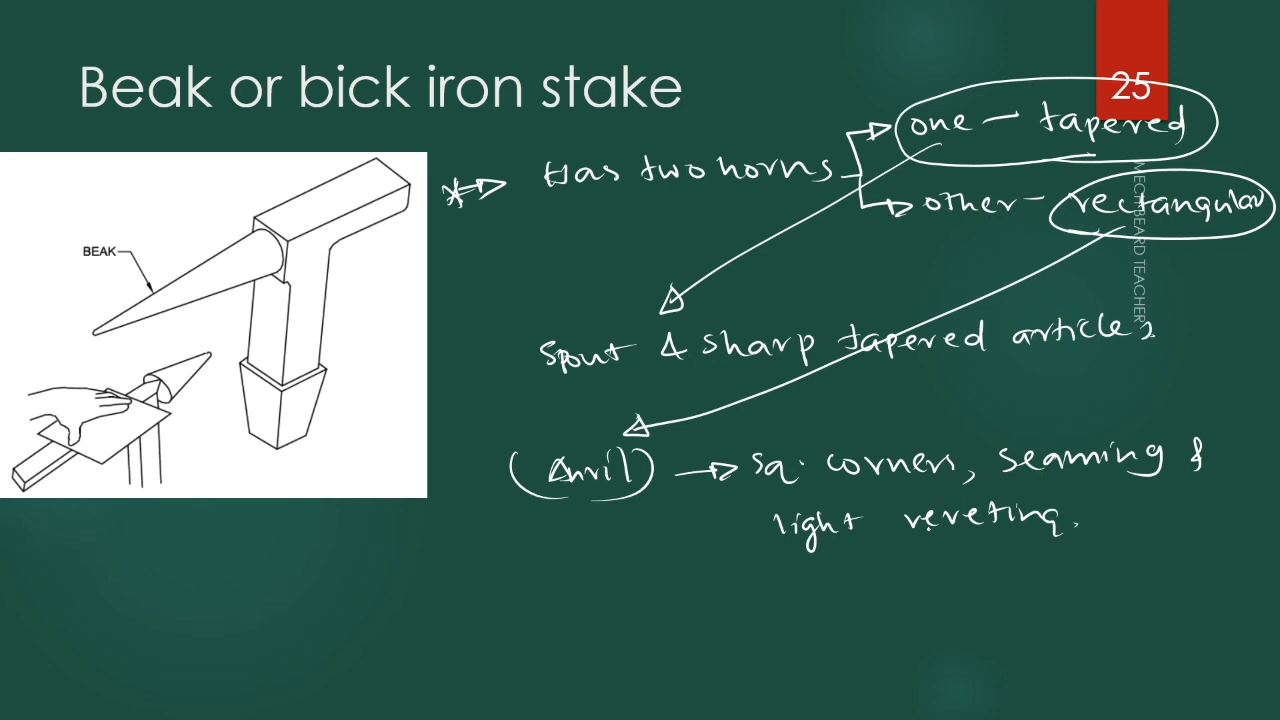 Beak or bick iron stake
25
one - tapered
* Has two horns
other - rectangular
BEAK
MECHBEARD TEACHER
Spout & sharp tapered articles
(Anvil) → sq. corners, seaming &
light reveting.